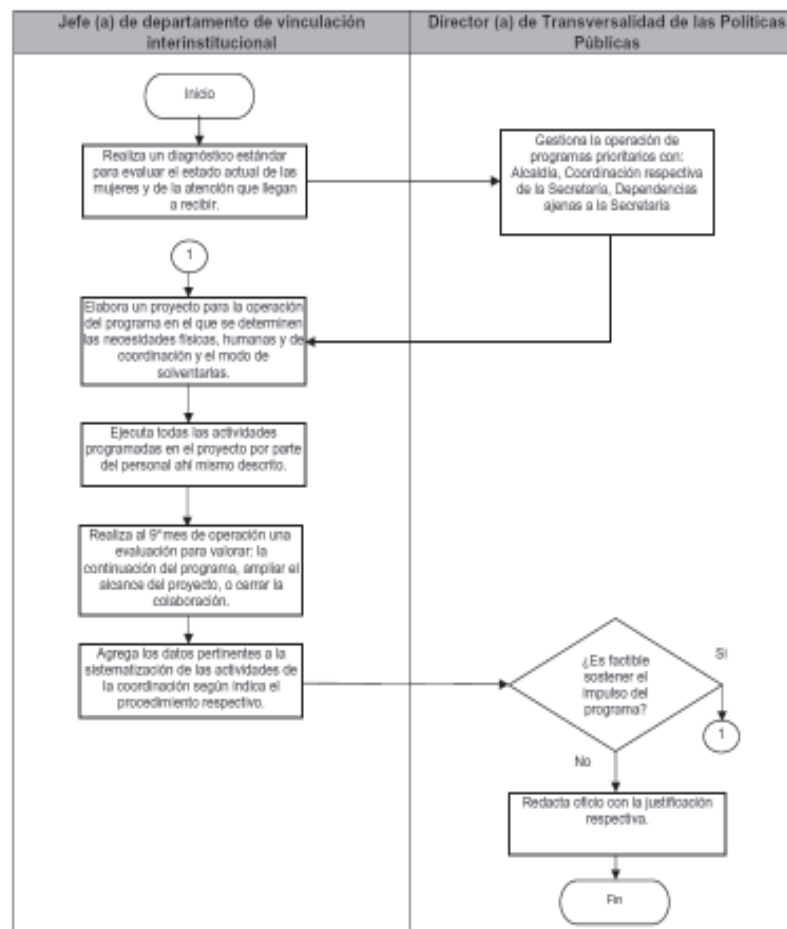 Jefe (a) de departamento de vinculación
interinstitucional
Director (a) de Transversalidad de las Políticas
Públicas
Inicio
Realiza un diagnóstico estándar
para evaluar el estado actual de las
mujeres y de la atención que llegan
a recibir.
Gestiona la operación de
programas prioritarios con:
Alcaldía, Coordinación respectiva
de la Secretaría, Dependencias
ajenas a la Secretaría
1
Elabora un proyecto para la operación
del programa en el que se determinen
las necesidades físicas, humanas y de
coordinación y el modo de
solventarlas.
Ejecuta todas las actividades
programadas en el proyecto por parte
del personal ahí mismo descrito.
Realiza al 9° mes de operación una
evaluación para valorar: la
continuación del programa, ampliar el
alcance del proyecto, o cerrar la
colaboración.
Agrega los datos pertinentes a la
sistematización de las actividades de
la coordinación según indica el
procedimiento respectivo.
¿Es factible
sostener el
impulso del
programa?
Si
1
No
Redacta oficio con la justificación
respectiva.
Fin